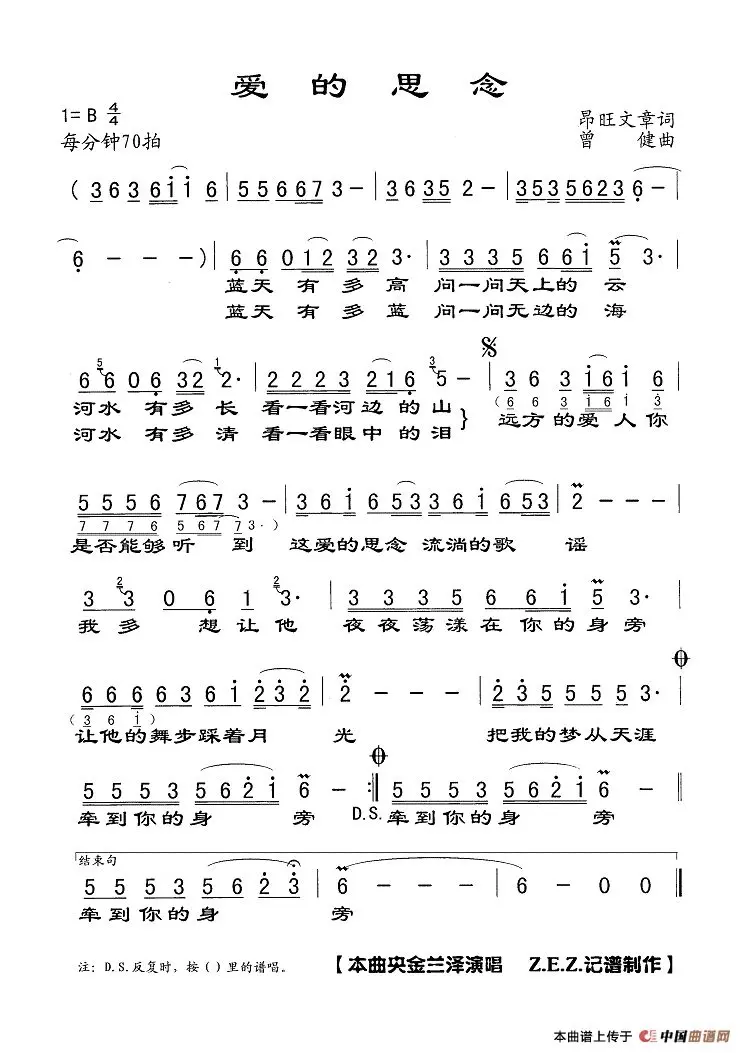 爱的思念
1=B 4/4
昂旺文章词
每分钟70拍
曾 健曲
( 3 6 3 6 i i 6 | 5 5 6 6 7 3 - | 3 6 3 5 2 - | 3 5 3 5 6 2 3 6 -
6 - - - ) | 6 6 0 1 2 3 2 3 2· | 3 3 3 5 6 6 i 5 3·
蓝天 有多高 问一问天上的 云
蓝天 有多蓝 问一问无边的 海
6 6 0 6 3 2 2· | 2 2 2 3 2 1 6 5 - | 3 6 3 i 6 i 6
( 6 6 3 i 6 i 3
河水 有多长 看一看河边的山 远方的爱人你
河水 有多清 看一看眼中的泪
5 5 5 6 7 6 7 3 - | 3 6 i 6 5 3 3 6 i 6 5 3 | 2 - - -
7 7 7 6 5 6 7 7 3· )
是否能够听 到 这爱的思念 流淌的歌 谣
3 3 0 6 1 3· | 3 3 3 5 6 6 i 5 3·
我多 想让他 夜夜荡漾在你的身旁
6 6 6 6 3 6 i 2 3 2 | 2 - - - | 2 3 5 5 5 5 3·
( 3 6 i )
让他的舞步踩着月 光 把我的梦从天涯
5 5 5 3 5 6 2 i 6 - :‖ 5 5 5 3 5 6 2 i 6 - |
牵到你的身 旁 D.S.牵到你的身 旁
结束句
5 5 5 3 5 6 2 3 | 6 - - - | 6 - 0 0 ‖
牵到你的身 旁
注：D.S.反复时，按（）里的谱唱。 【本曲央金兰泽演唱 Z.E.Z.记谱制作】
本曲谱上传于 中国曲谱网